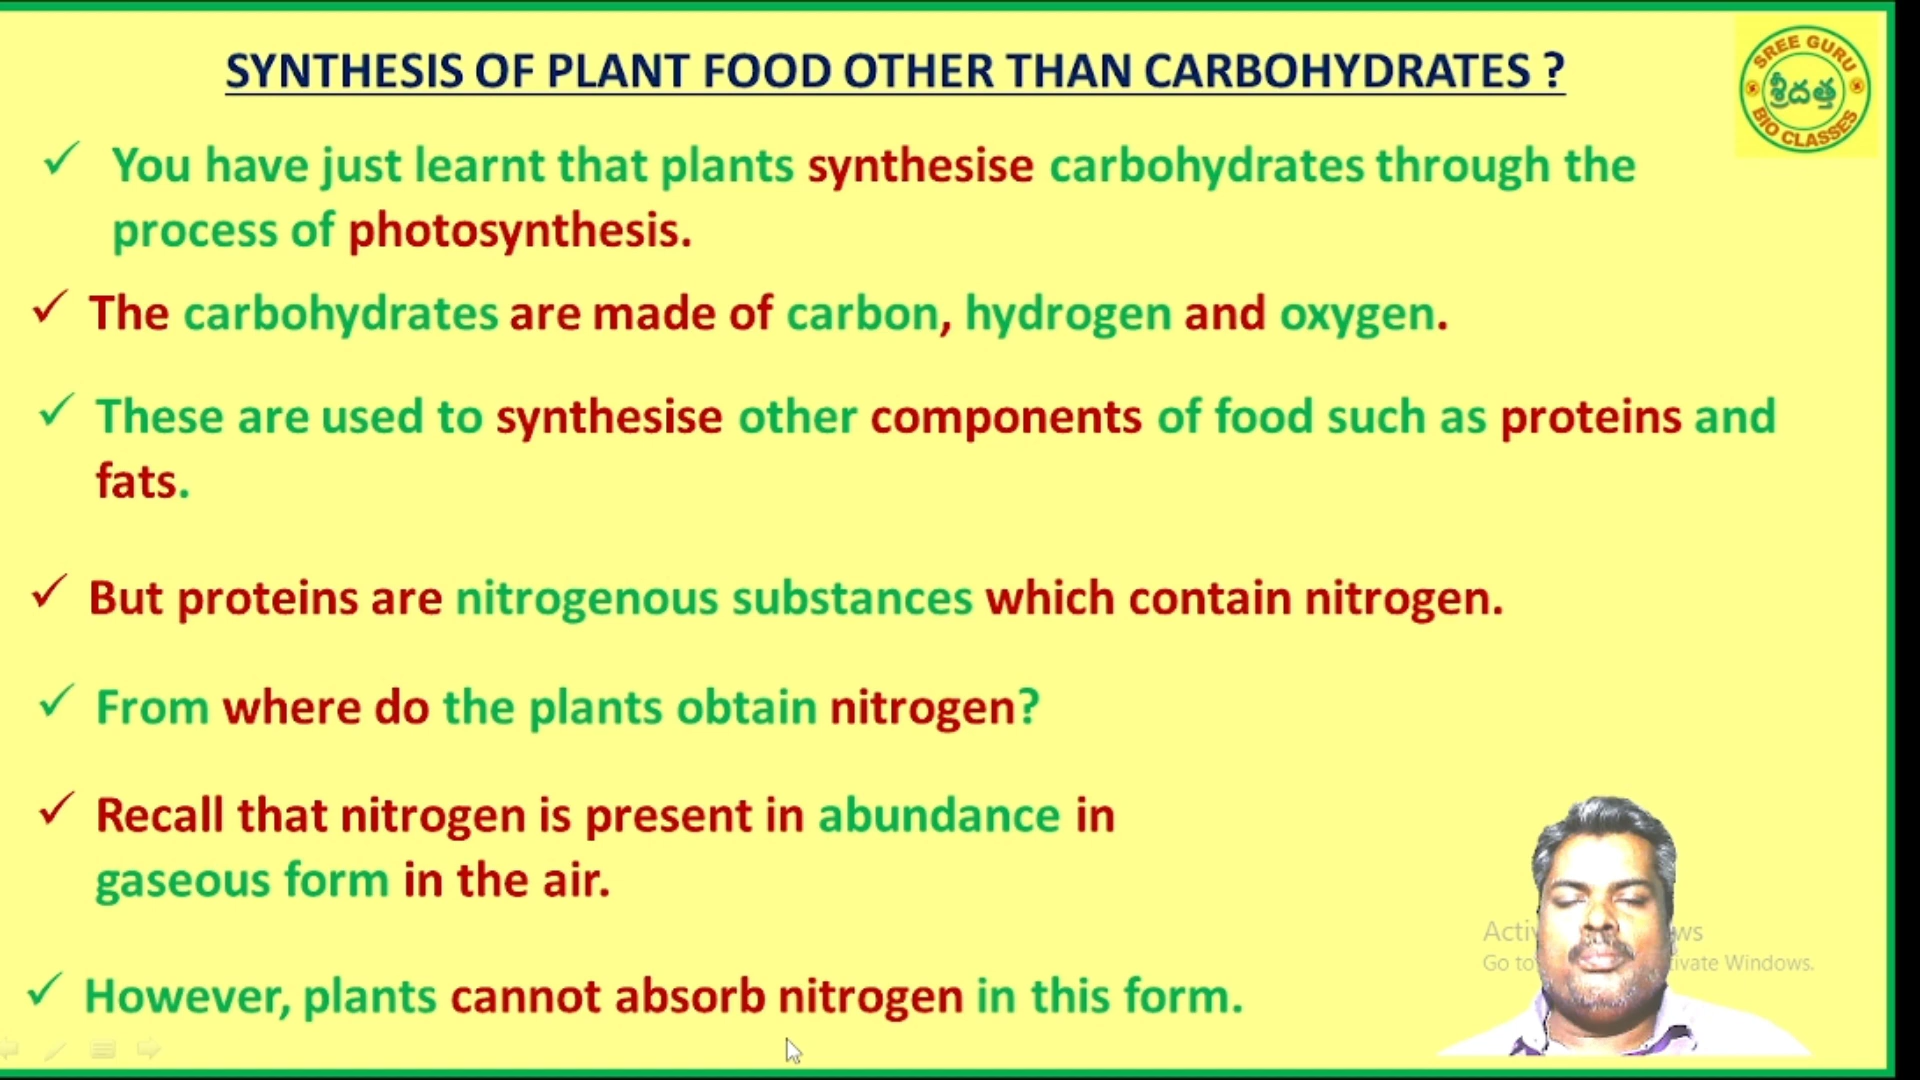 SYNTHESIS OF PLANT FOOD OTHER THAN CARBOHYDRATES ?
SREE GURU
శ్రీదత్త
BIO CLASSES
You have just learnt that plants synthesise carbohydrates through the
process of photosynthesis.
The carbohydrates are made of carbon, hydrogen and oxygen.
These are used to synthesise other components of food such as proteins and
fats.
But proteins are nitrogenous substances which contain nitrogen.
From where do the plants obtain nitrogen?
Recall that nitrogen is present in abundance in
gaseous form in the air.
However, plants cannot absorb nitrogen in this form.
Go to Windows.